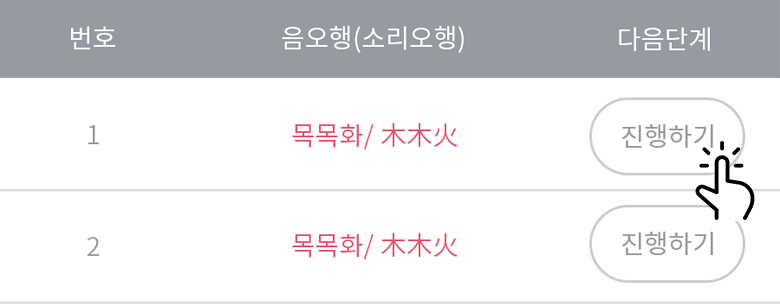 번호 음오행(소리오행) 다음단계
1 목목화/ 木木火 진행하기
2 목목화/ 木木火 진행하기